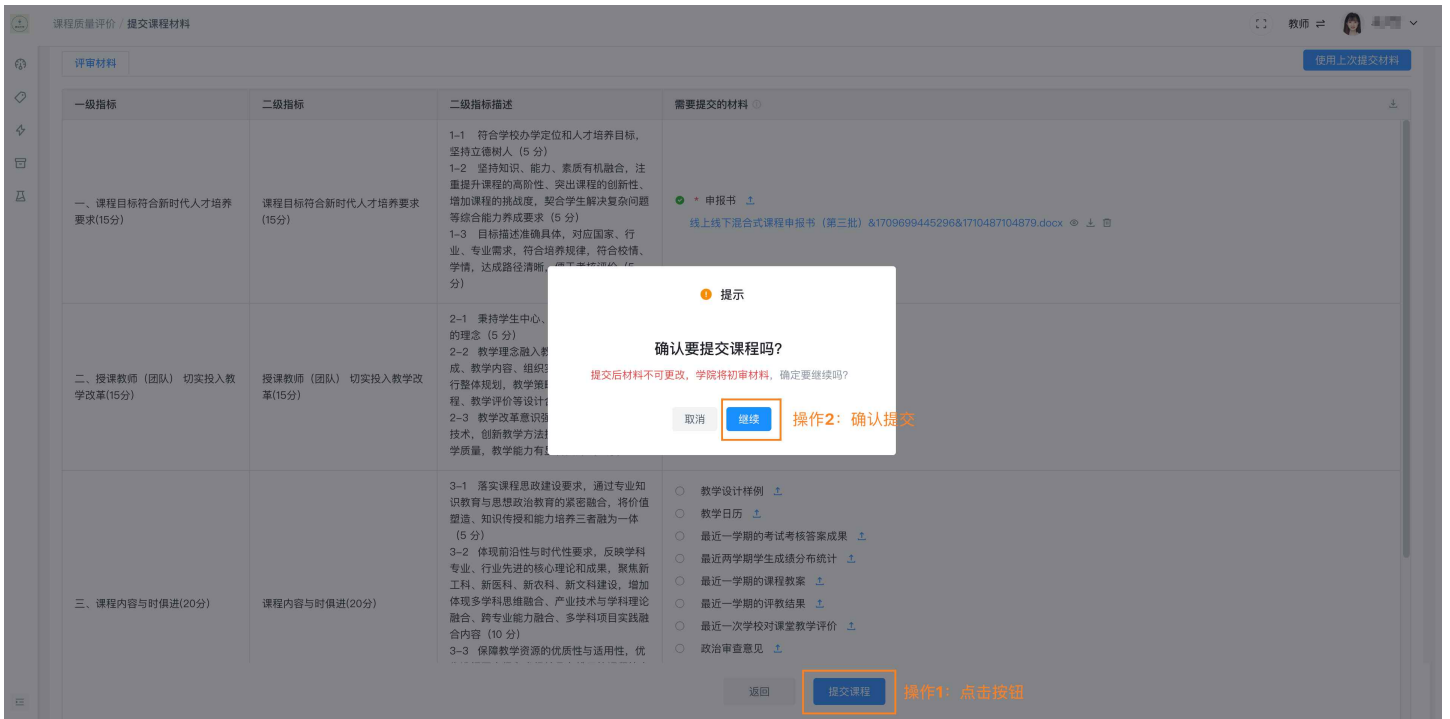 课程质量评价 / 提交课程材料
教师
评审材料
使用上次提交材料
一级指标
二级指标
二级指标描述
需要提交的材料
一、课程目标符合新时代人才培养
要求(15分)
课程目标符合新时代人才培养要求
(15分)
1-1 符合学校办学定位和人才培养目标,
坚持立德树人（5 分）
1-2 坚持知识、能力、素质有机融合，注
重提升课程的高阶性、突出课程的创新性、
增加课程的挑战度，契合学生解决复杂问题
等综合能力养成要求（5 分）
1-3 目标描述准确具体，对应国家、行
业、专业需求，符合培养规律，符合校情、
学情，达成路径清晰，
分）
* 申报书
线上线下混合式课程申报书（第三批）&1709699445296&1710487104879.docx
二、授课教师（团队） 切实投入教
学改革(15分)
授课教师（团队） 切实投入教学改
革(15分)
2-1 秉持学生中心、
的理念（5 分）
2-2 教学理念融入教
成、教学内容、组织实
行整体规划，教学策略
程、教学评价等设计合
2-3 教学改革意识强
技术，创新教学方法
学质量，教学能力有
提示
确认要提交课程吗?
提交后材料不可更改，学院将初审材料，确定要继续吗?
取消
继续
操作2：确认提交
三、课程内容与时俱进(20分)
课程内容与时俱进(20分)
3-1 落实课程思政建设要求，通过专业知
识教育与思想政治教育的紧密融合，将价值
塑造、知识传授和能力培养三者融为一体
（5 分）
3-2 体现前沿性与时代性要求，反映学科
专业、行业先进的核心理论和成果，聚焦新
工科、新医科、新农科、新文科建设，增加
体现多学科思维融合、产业技术与学科理论
融合、跨专业能力融合、多学科项目实践融
合内容（10 分）
3-3 保障教学资源的优质性与适用性，优
教学设计样例
教学日历
最近一学期的考试考核答案成果
最近两学期学生成绩分布统计
最近一学期的课程教案
最近一学期的评教结果
最近一次学校对课堂教学评价
政治审查意见
返回
提交课程
操作1：点击按钮